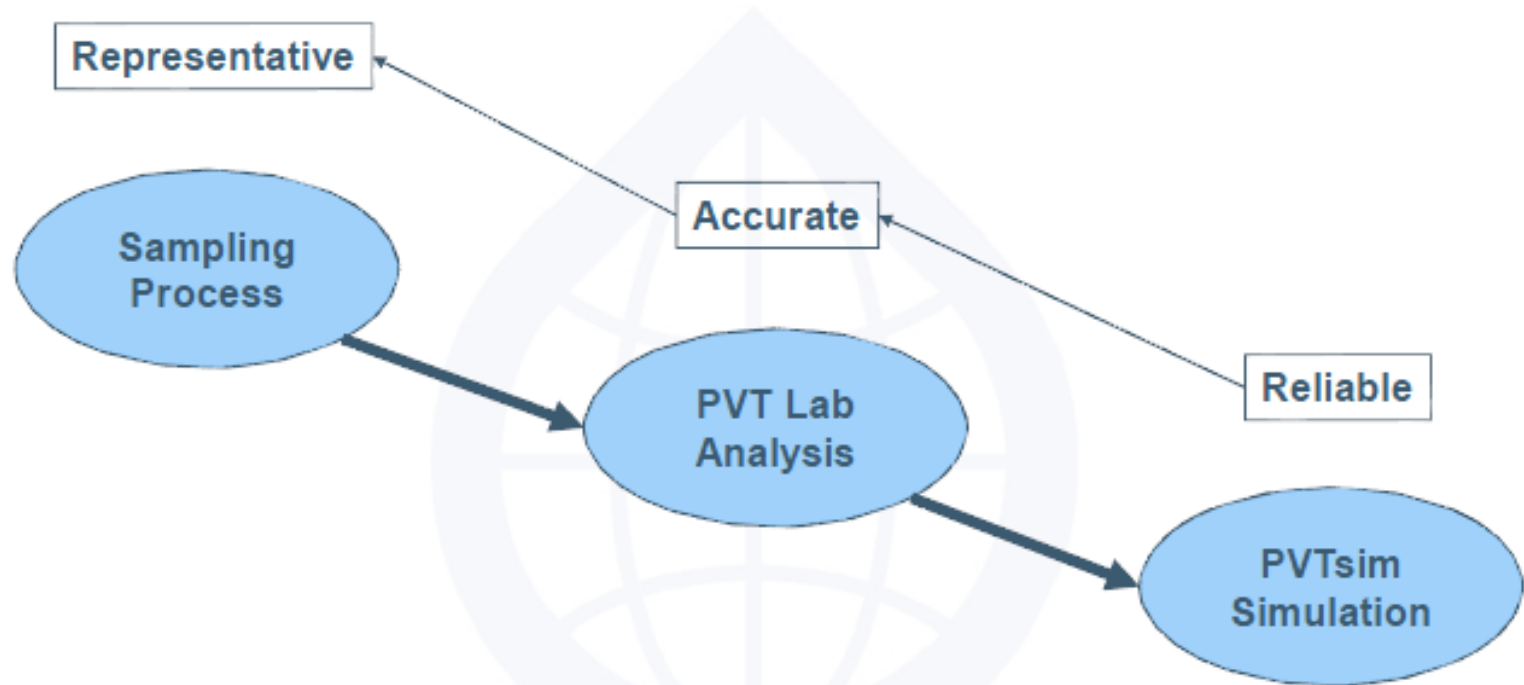 Representative
Sampling
Process
Accurate
PVT Lab
Analysis
Reliable
PVTsim
Simulation